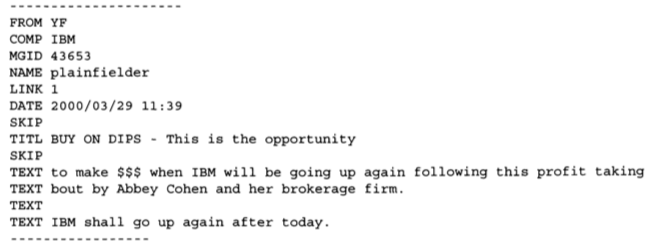 ---------------------
FROM YF
COMP IBM
MGID 43653
NAME plainfielder
LINK 1
DATE 2000/03/29 11:39
SKIP
TITL BUY ON DIPS - This is the opportunity
SKIP
TEXT to make $$$ when IBM will be going up again following this profit taking
TEXT bout by Abbey Cohen and her brokerage firm.
TEXT
TEXT IBM shall go up again after today.
-----------------